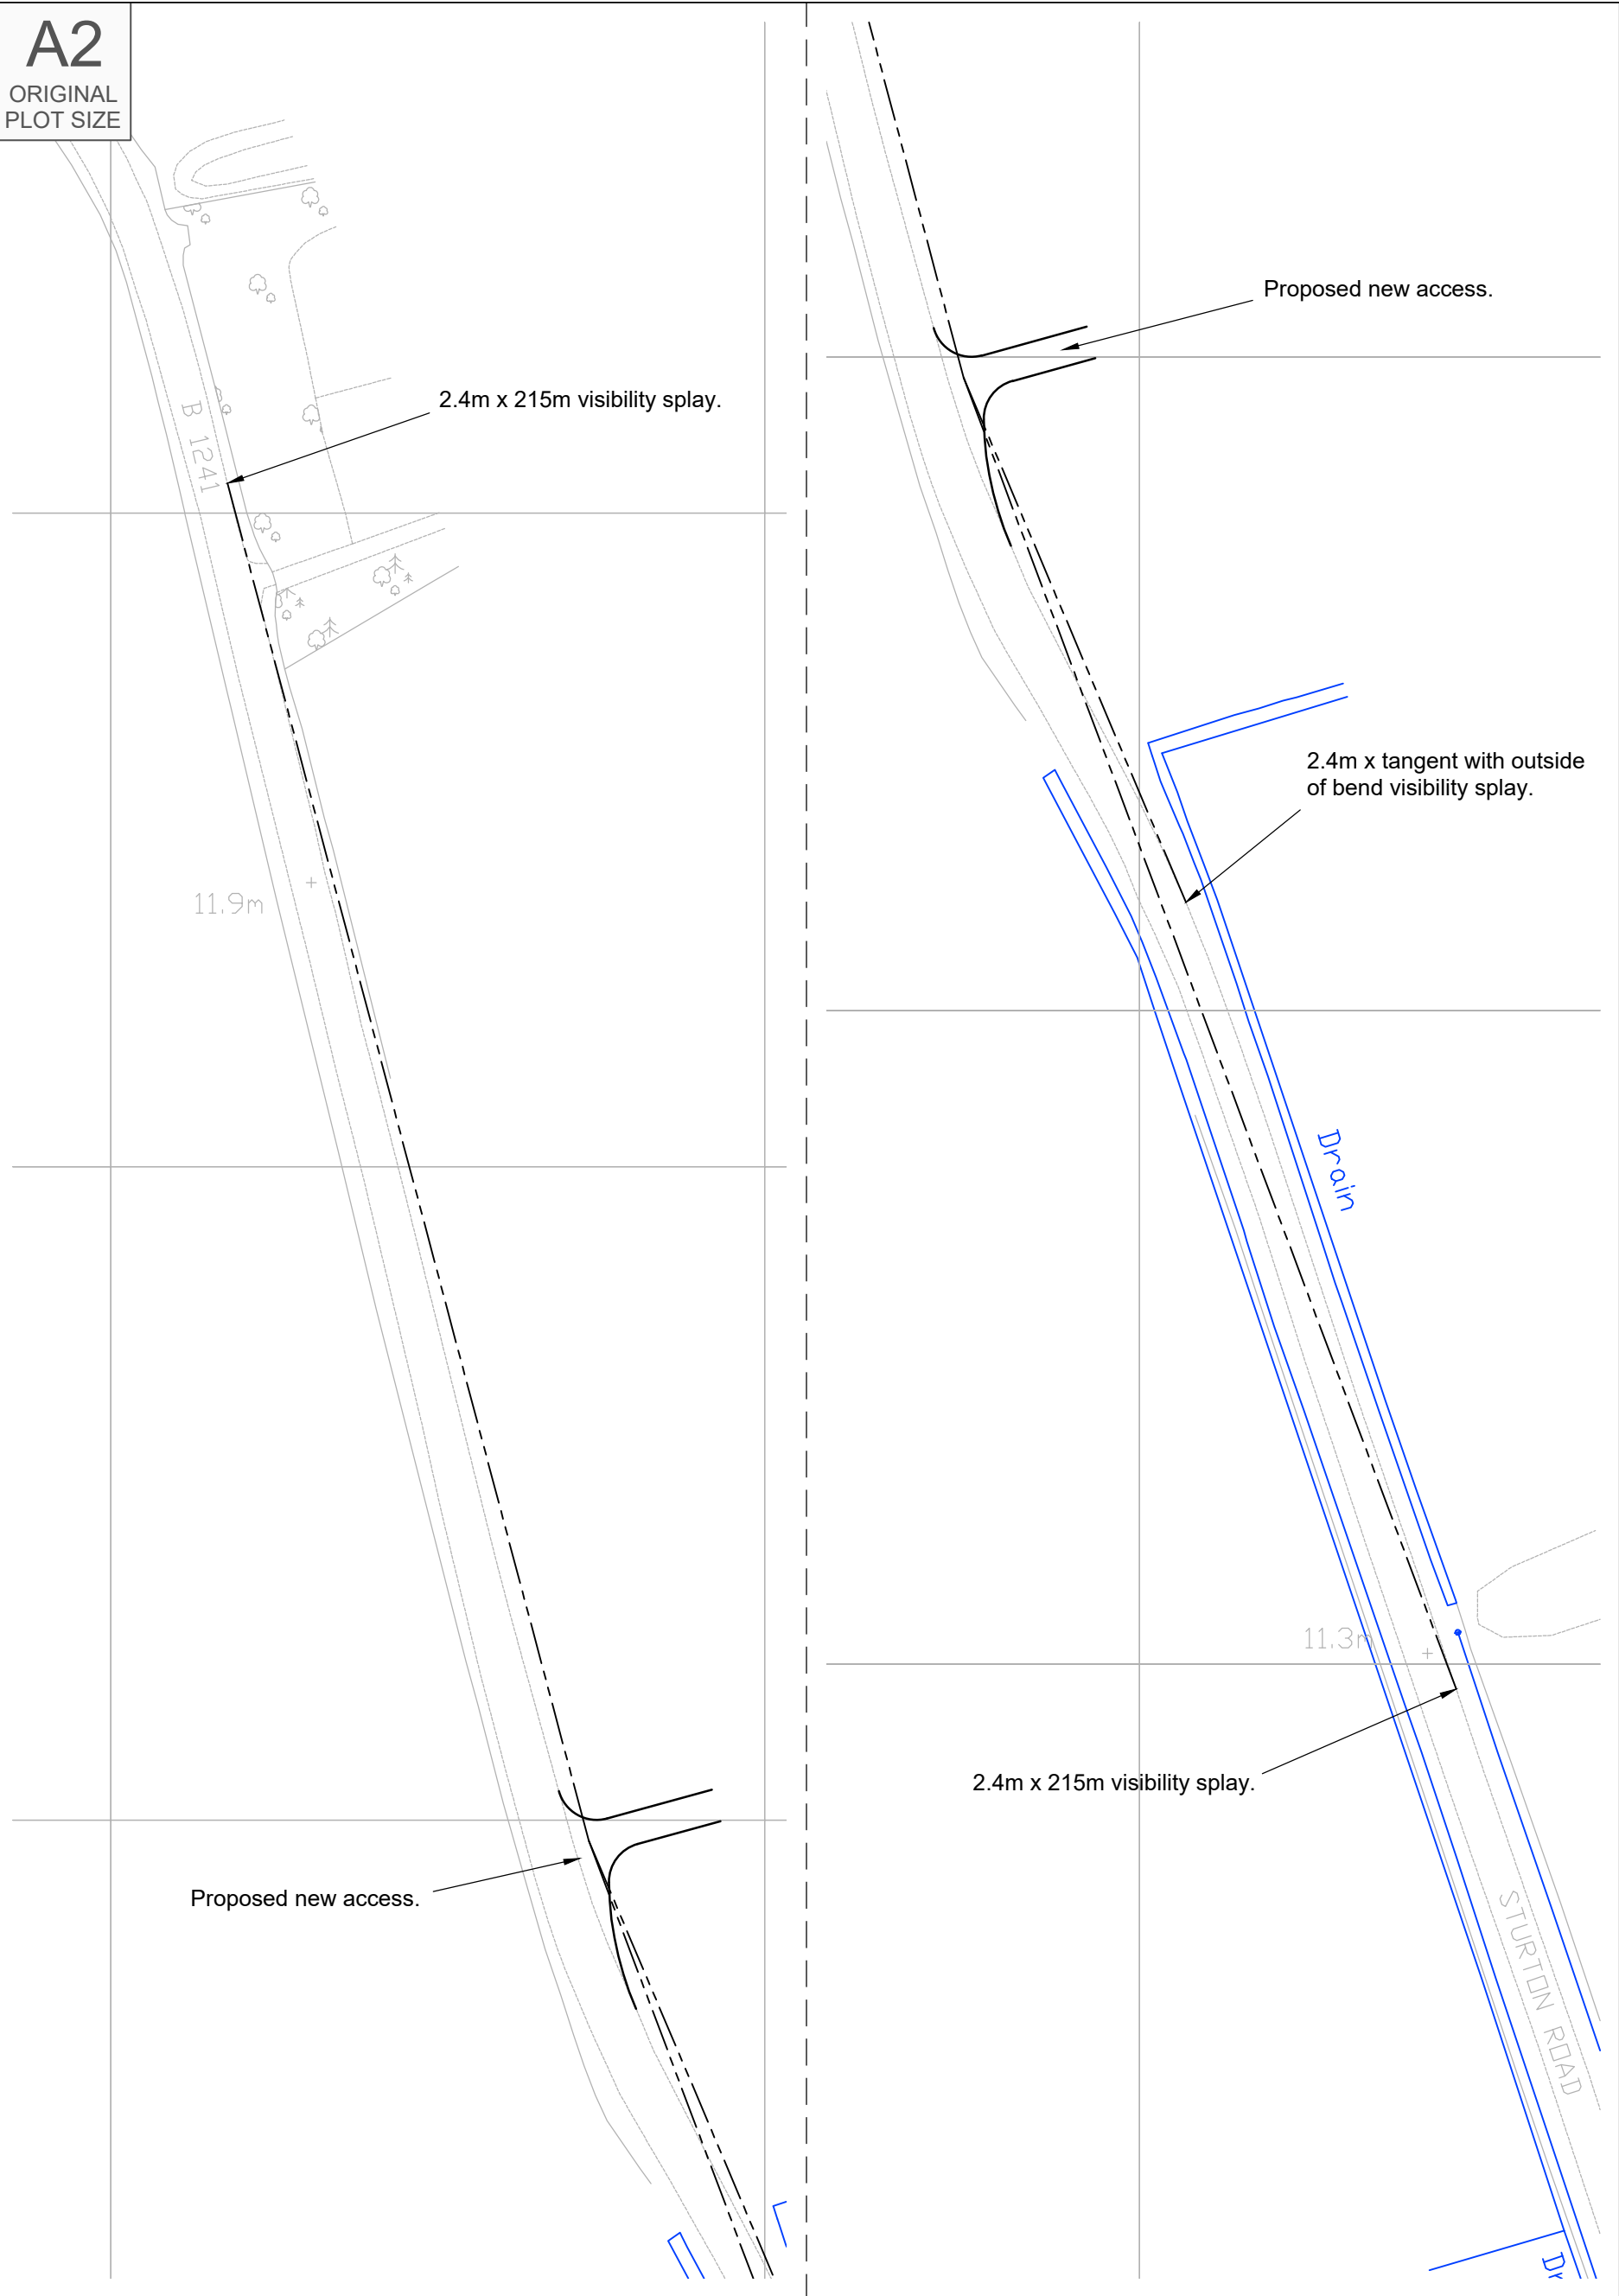 A2
ORIGINAL
PLOT SIZE
B 1241
2.4m x 215m visibility splay.
11.9m
Proposed new access.
Proposed new access.
2.4m x tangent with outside
of bend visibility splay.
Drain
11.3m
2.4m x 215m visibility splay.
STURTON ROAD